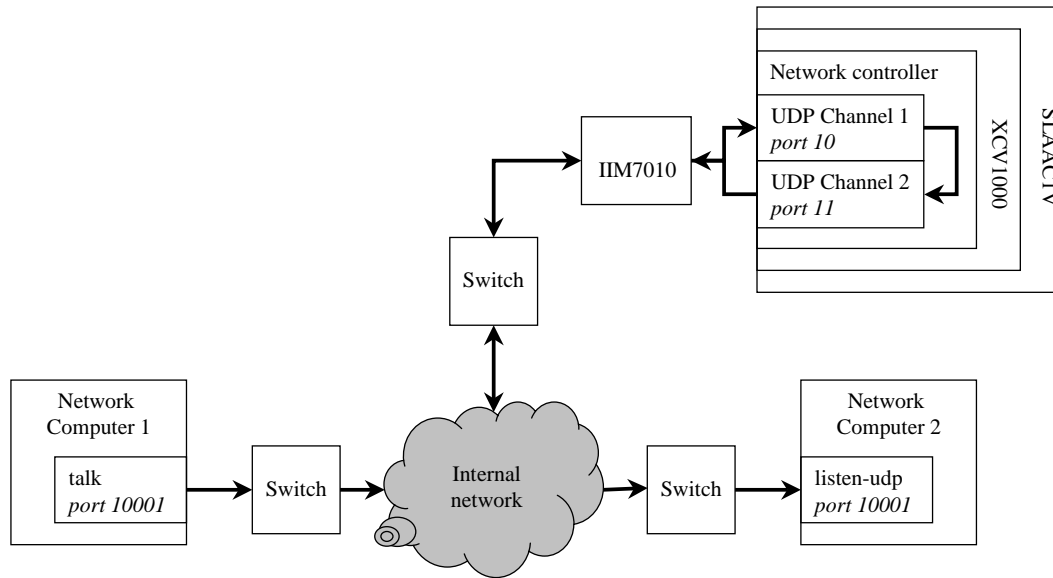 Network controller
UDP Channel 1
port 10
UDP Channel 2
port 11
XCV1000
SLAAC1V
IIM7010
Switch
Network
Computer 1
talk
port 10001
Switch
Internal
network
Switch
Network
Computer 2
listen-udp
port 10001